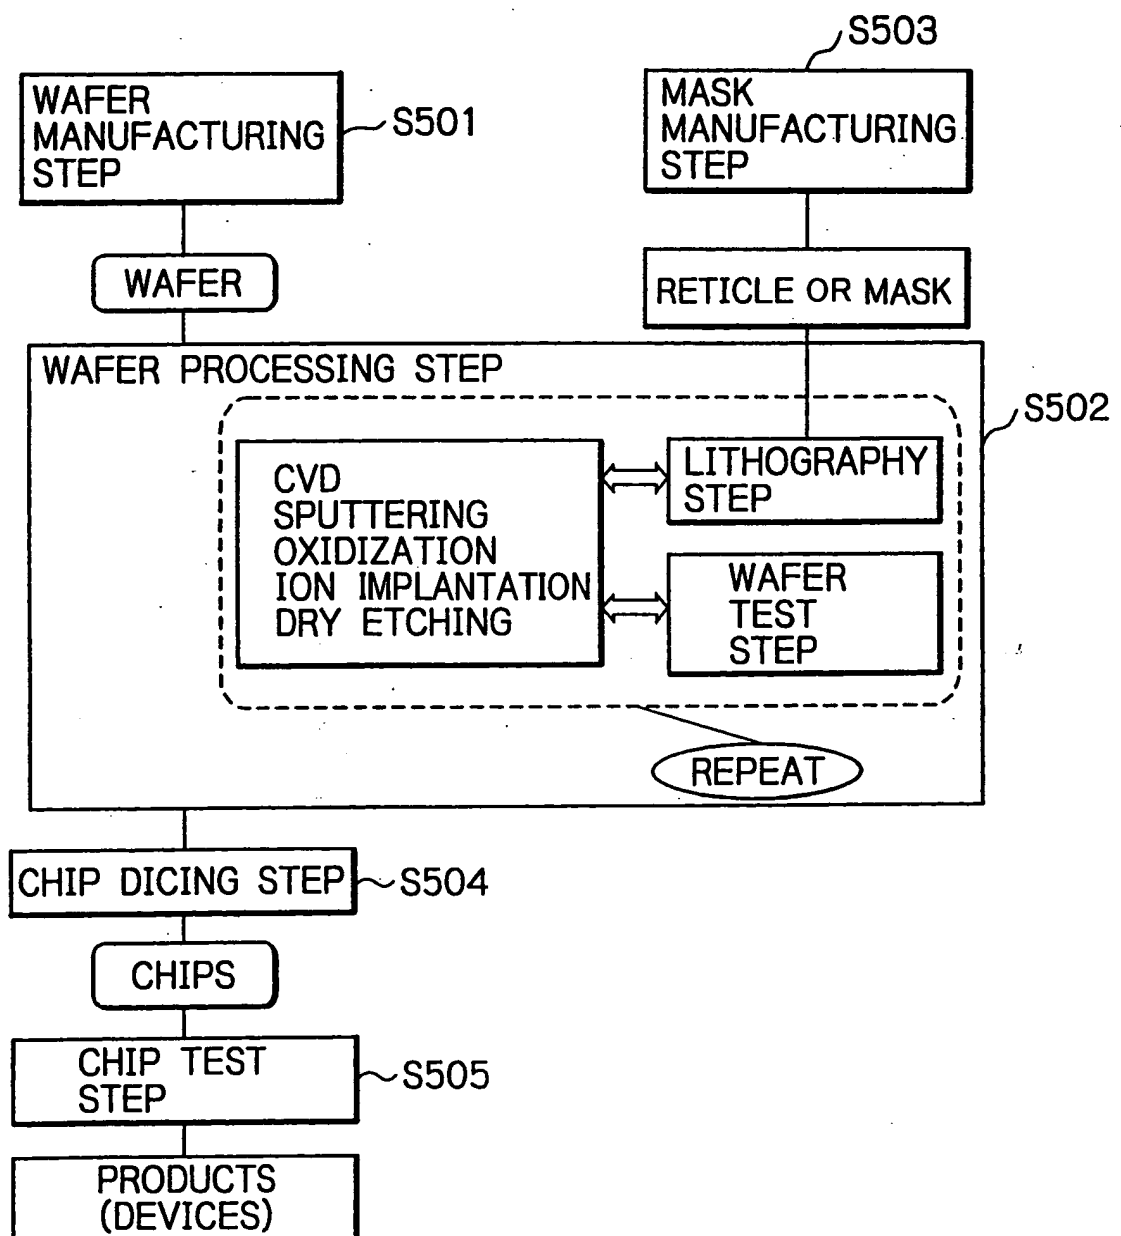 S503
WAFER
MANUFACTURING
STEP
S501
MASK
MANUFACTURING
STEP
WAFER
RETICLE OR MASK
WAFER PROCESSING STEP
S502
CVD
SPUTTERING
OXIDIZATION
ION IMPLANTATION
DRY ETCHING
LITHOGRAPHY
STEP
WAFER
TEST
STEP
REPEAT
CHIP DICING STEP
S504
CHIPS
CHIP TEST
STEP
S505
PRODUCTS
(DEVICES)